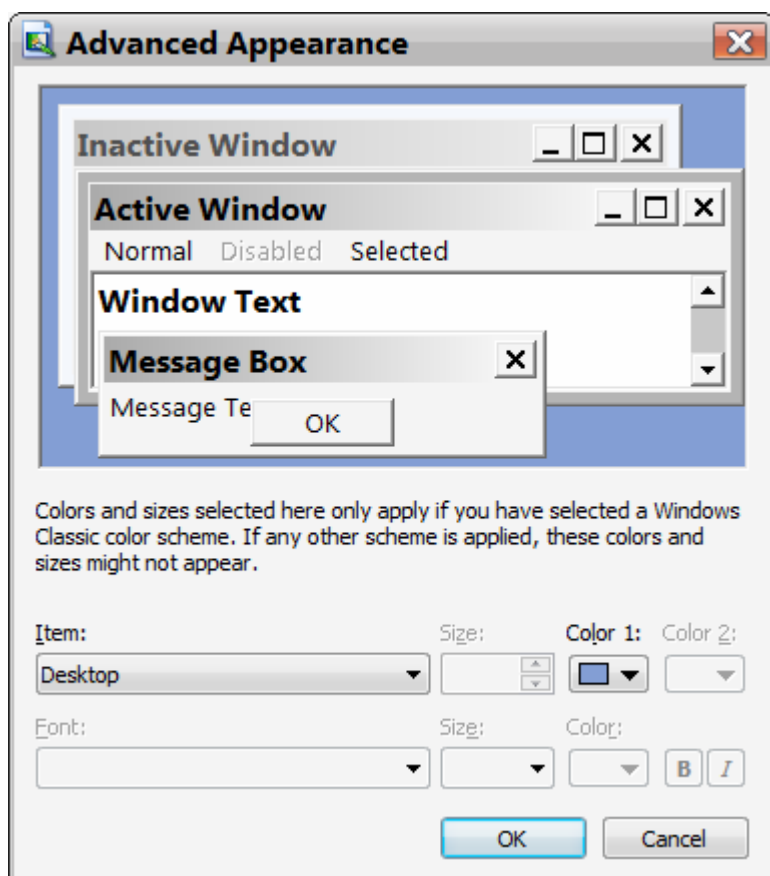 Advanced Appearance
Inactive Window
Active Window
Normal Disabled Selected
Window Text
Message Box
Message Te
OK
Colors and sizes selected here only apply if you have selected a Windows
Classic color scheme. If any other scheme is applied, these colors and
sizes might not appear.
Item: Size: Color 1: Color 2:
Desktop
Font: Size: Color:
B I
OK Cancel